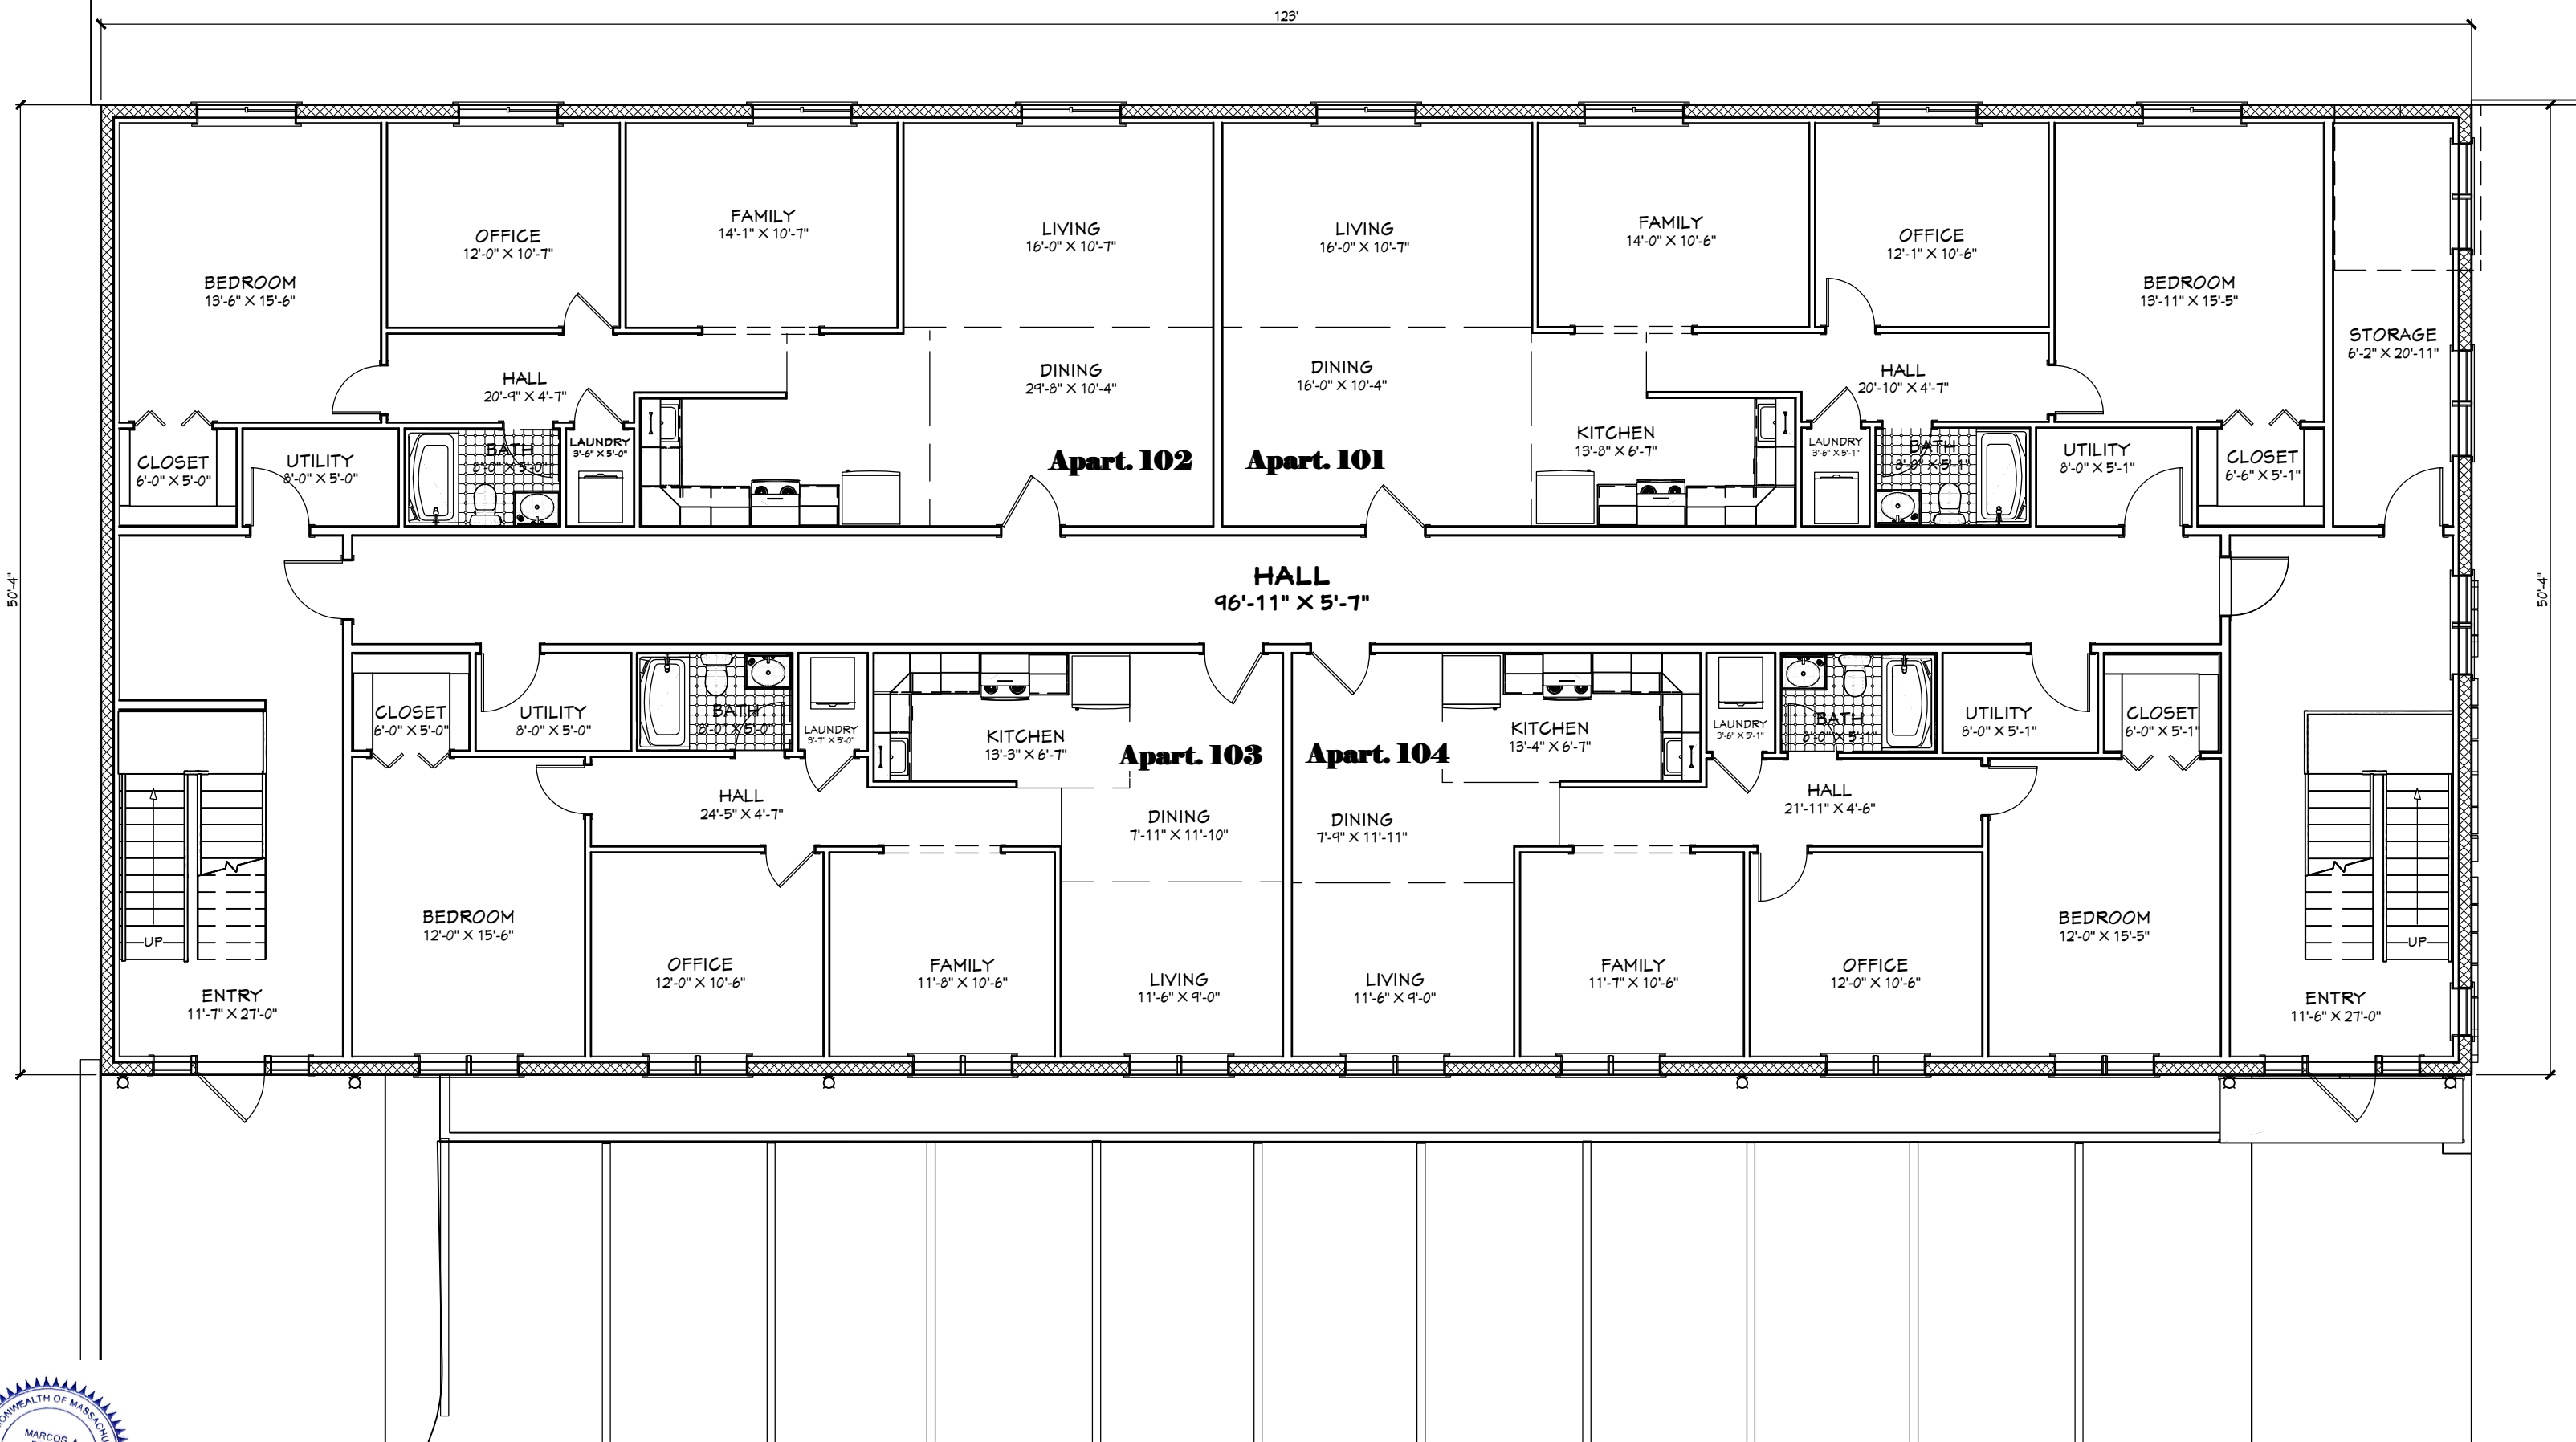 123'
50'-4"
50'-4"
BEDROOM
13'-6" X 15'-6"
OFFICE
12'-0" X 10'-7"
FAMILY
14'-1" X 10'-7"
LIVING
16'-0" X 10'-7"
LIVING
16'-0" X 10'-7"
FAMILY
14'-0" X 10'-6"
OFFICE
12'-1" X 10'-6"
BEDROOM
13'-11" X 15'-5"
STORAGE
6'-2" X 20'-11"
HALL
20'-9" X 4'-7"
DINING
29'-8" X 10'-4"
DINING
16'-0" X 10'-4"
HALL
20'-10" X 4'-7"
CLOSET
6'-0" X 5'-0"
UTILITY
8'-0" X 5'-0"
BATH
8'-0" X 5'-0"
LAUNDRY
3'-6" X 5'-0"
Apart. 102
Apart. 101
KITCHEN
13'-8" X 6'-7"
LAUNDRY
3'-6" X 5'-1"
BATH
8'-0" X 5'-1"
UTILITY
8'-0" X 5'-1"
CLOSET
6'-6" X 5'-1"
HALL
96'-11" X 5'-7"
CLOSET
6'-0" X 5'-0"
UTILITY
8'-0" X 5'-0"
BATH
8'-0" X 5'-0"
LAUNDRY
3'-7" X 5'-0"
KITCHEN
13'-3" X 6'-7"
Apart. 103
Apart. 104
KITCHEN
13'-4" X 6'-7"
LAUNDRY
3'-6" X 5'-1"
BATH
8'-0" X 5'-1"
UTILITY
8'-0" X 5'-1"
CLOSET
6'-0" X 5'-1"
HALL
24'-5" X 4'-7"
DINING
7'-11" X 11'-10"
DINING
7'-9" X 11'-11"
HALL
21'-11" X 4'-6"
UP
BEDROOM
12'-0" X 15'-6"
OFFICE
12'-0" X 10'-6"
FAMILY
11'-8" X 10'-6"
LIVING
11'-6" X 9'-0"
LIVING
11'-6" X 9'-0"
FAMILY
11'-7" X 10'-6"
OFFICE
12'-0" X 10'-6"
BEDROOM
12'-0" X 15'-5"
UP
ENTRY
11'-7" X 27'-0"
ENTRY
11'-6" X 27'-0"
MARCOS